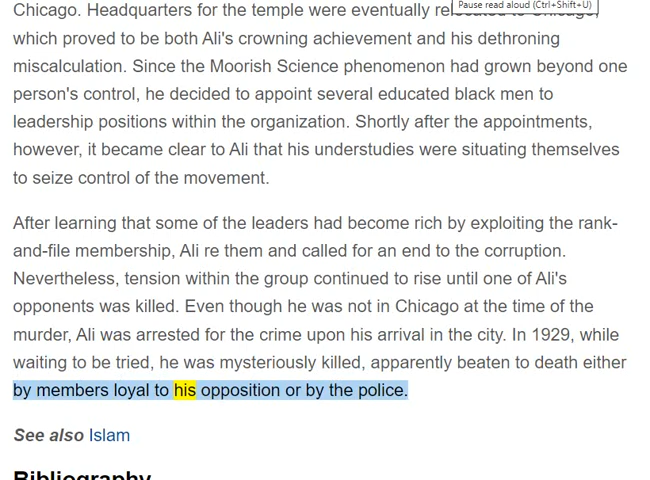 Pause read aloud (Ctrl+Shift+U)
Chicago. Headquarters for the temple were eventually relocated to Chicago,
which proved to be both Ali's crowning achievement and his dethroning
miscalculation. Since the Moorish Science phenomenon had grown beyond one
person's control, he decided to appoint several educated black men to
leadership positions within the organization. Shortly after the appointments,
however, it became clear to Ali that his understudies were situating themselves
to seize control of the movement.
After learning that some of the leaders had become rich by exploiting the rank-
and-file membership, Ali re them and called for an end to the corruption.
Nevertheless, tension within the group continued to rise until one of Ali's
opponents was killed. Even though he was not in Chicago at the time of the
murder, Ali was arrested for the crime upon his arrival in the city. In 1929, while
waiting to be tried, he was mysteriously killed, apparently beaten to death either
by members loyal to his opposition or by the police.
See also Islam
Bibliography